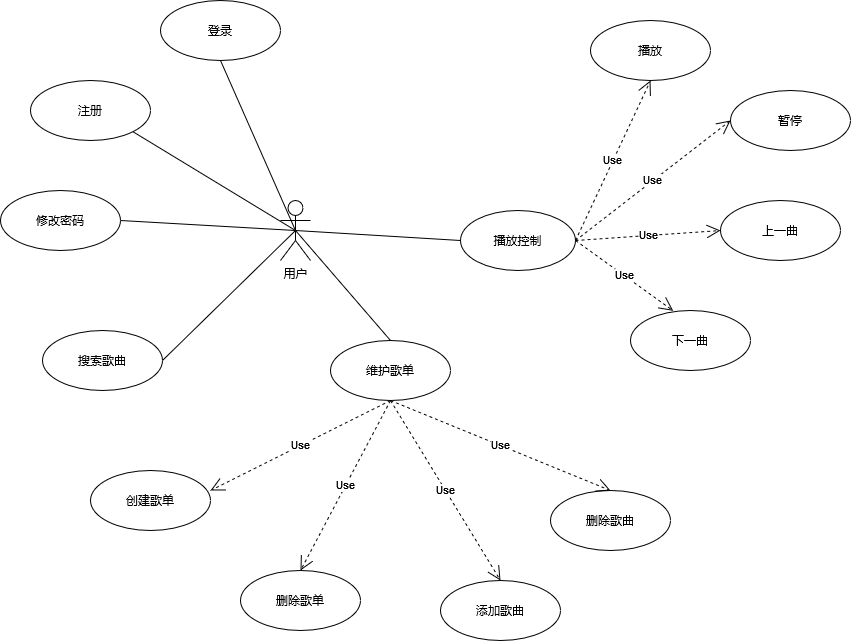 登录
播放
注册
暂停
Use
Use
修改密码
用户
播放控制
Use
上一曲
Use
下一曲
搜索歌曲
维护歌单
Use
Use
Use
Use
创建歌单
删除歌曲
删除歌单
添加歌曲